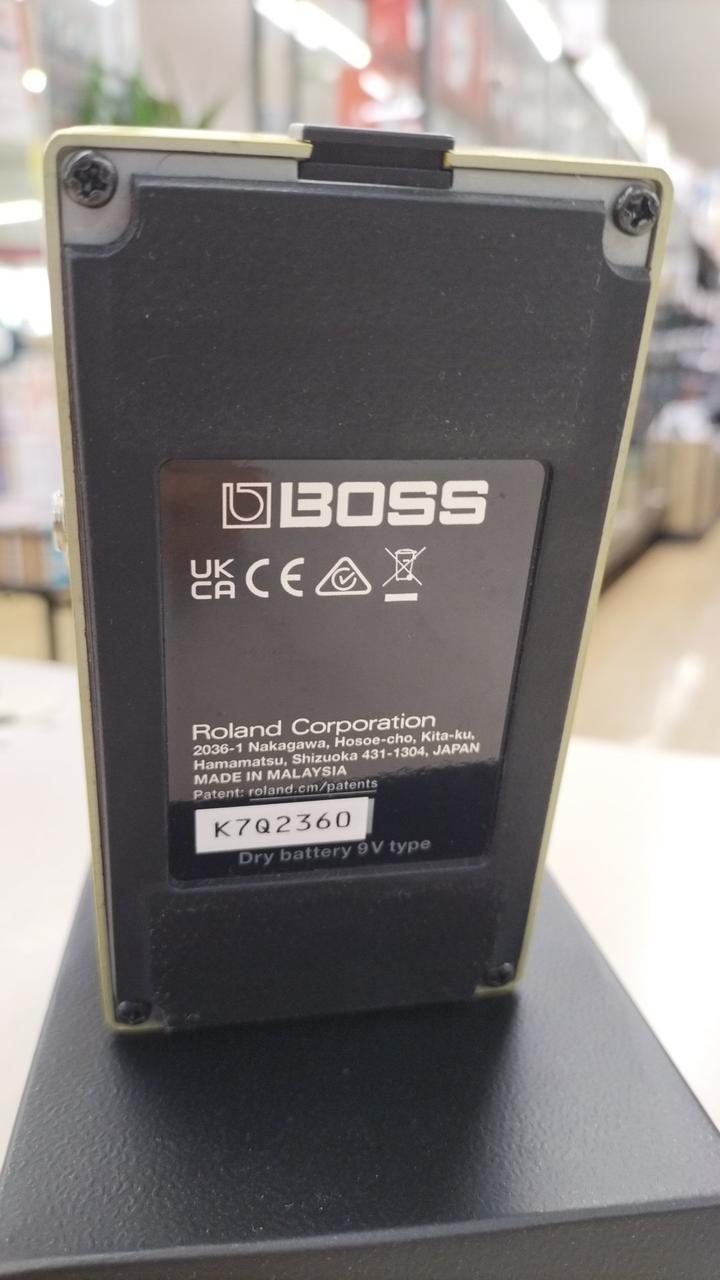 BOSS
UK
CA CE
Roland Corporation
2036-1 Nakagawa, Hosoe-cho, Kita-ku,
Hamamatsu, Shizuoka 431-1304, JAPAN
MADE IN MALAYSIA
Patent: roland.cm/patents
K7Q2360
Dry battery 9V type